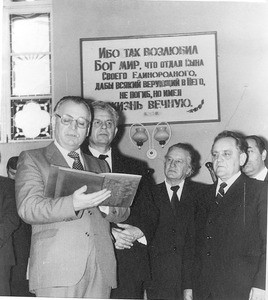 Ибо так возлюбил
Бог мир, что отдал Сына
Своего Единородного,
дабы всякий верующий в Него,
не погиб, но имел
жизнь вечную.